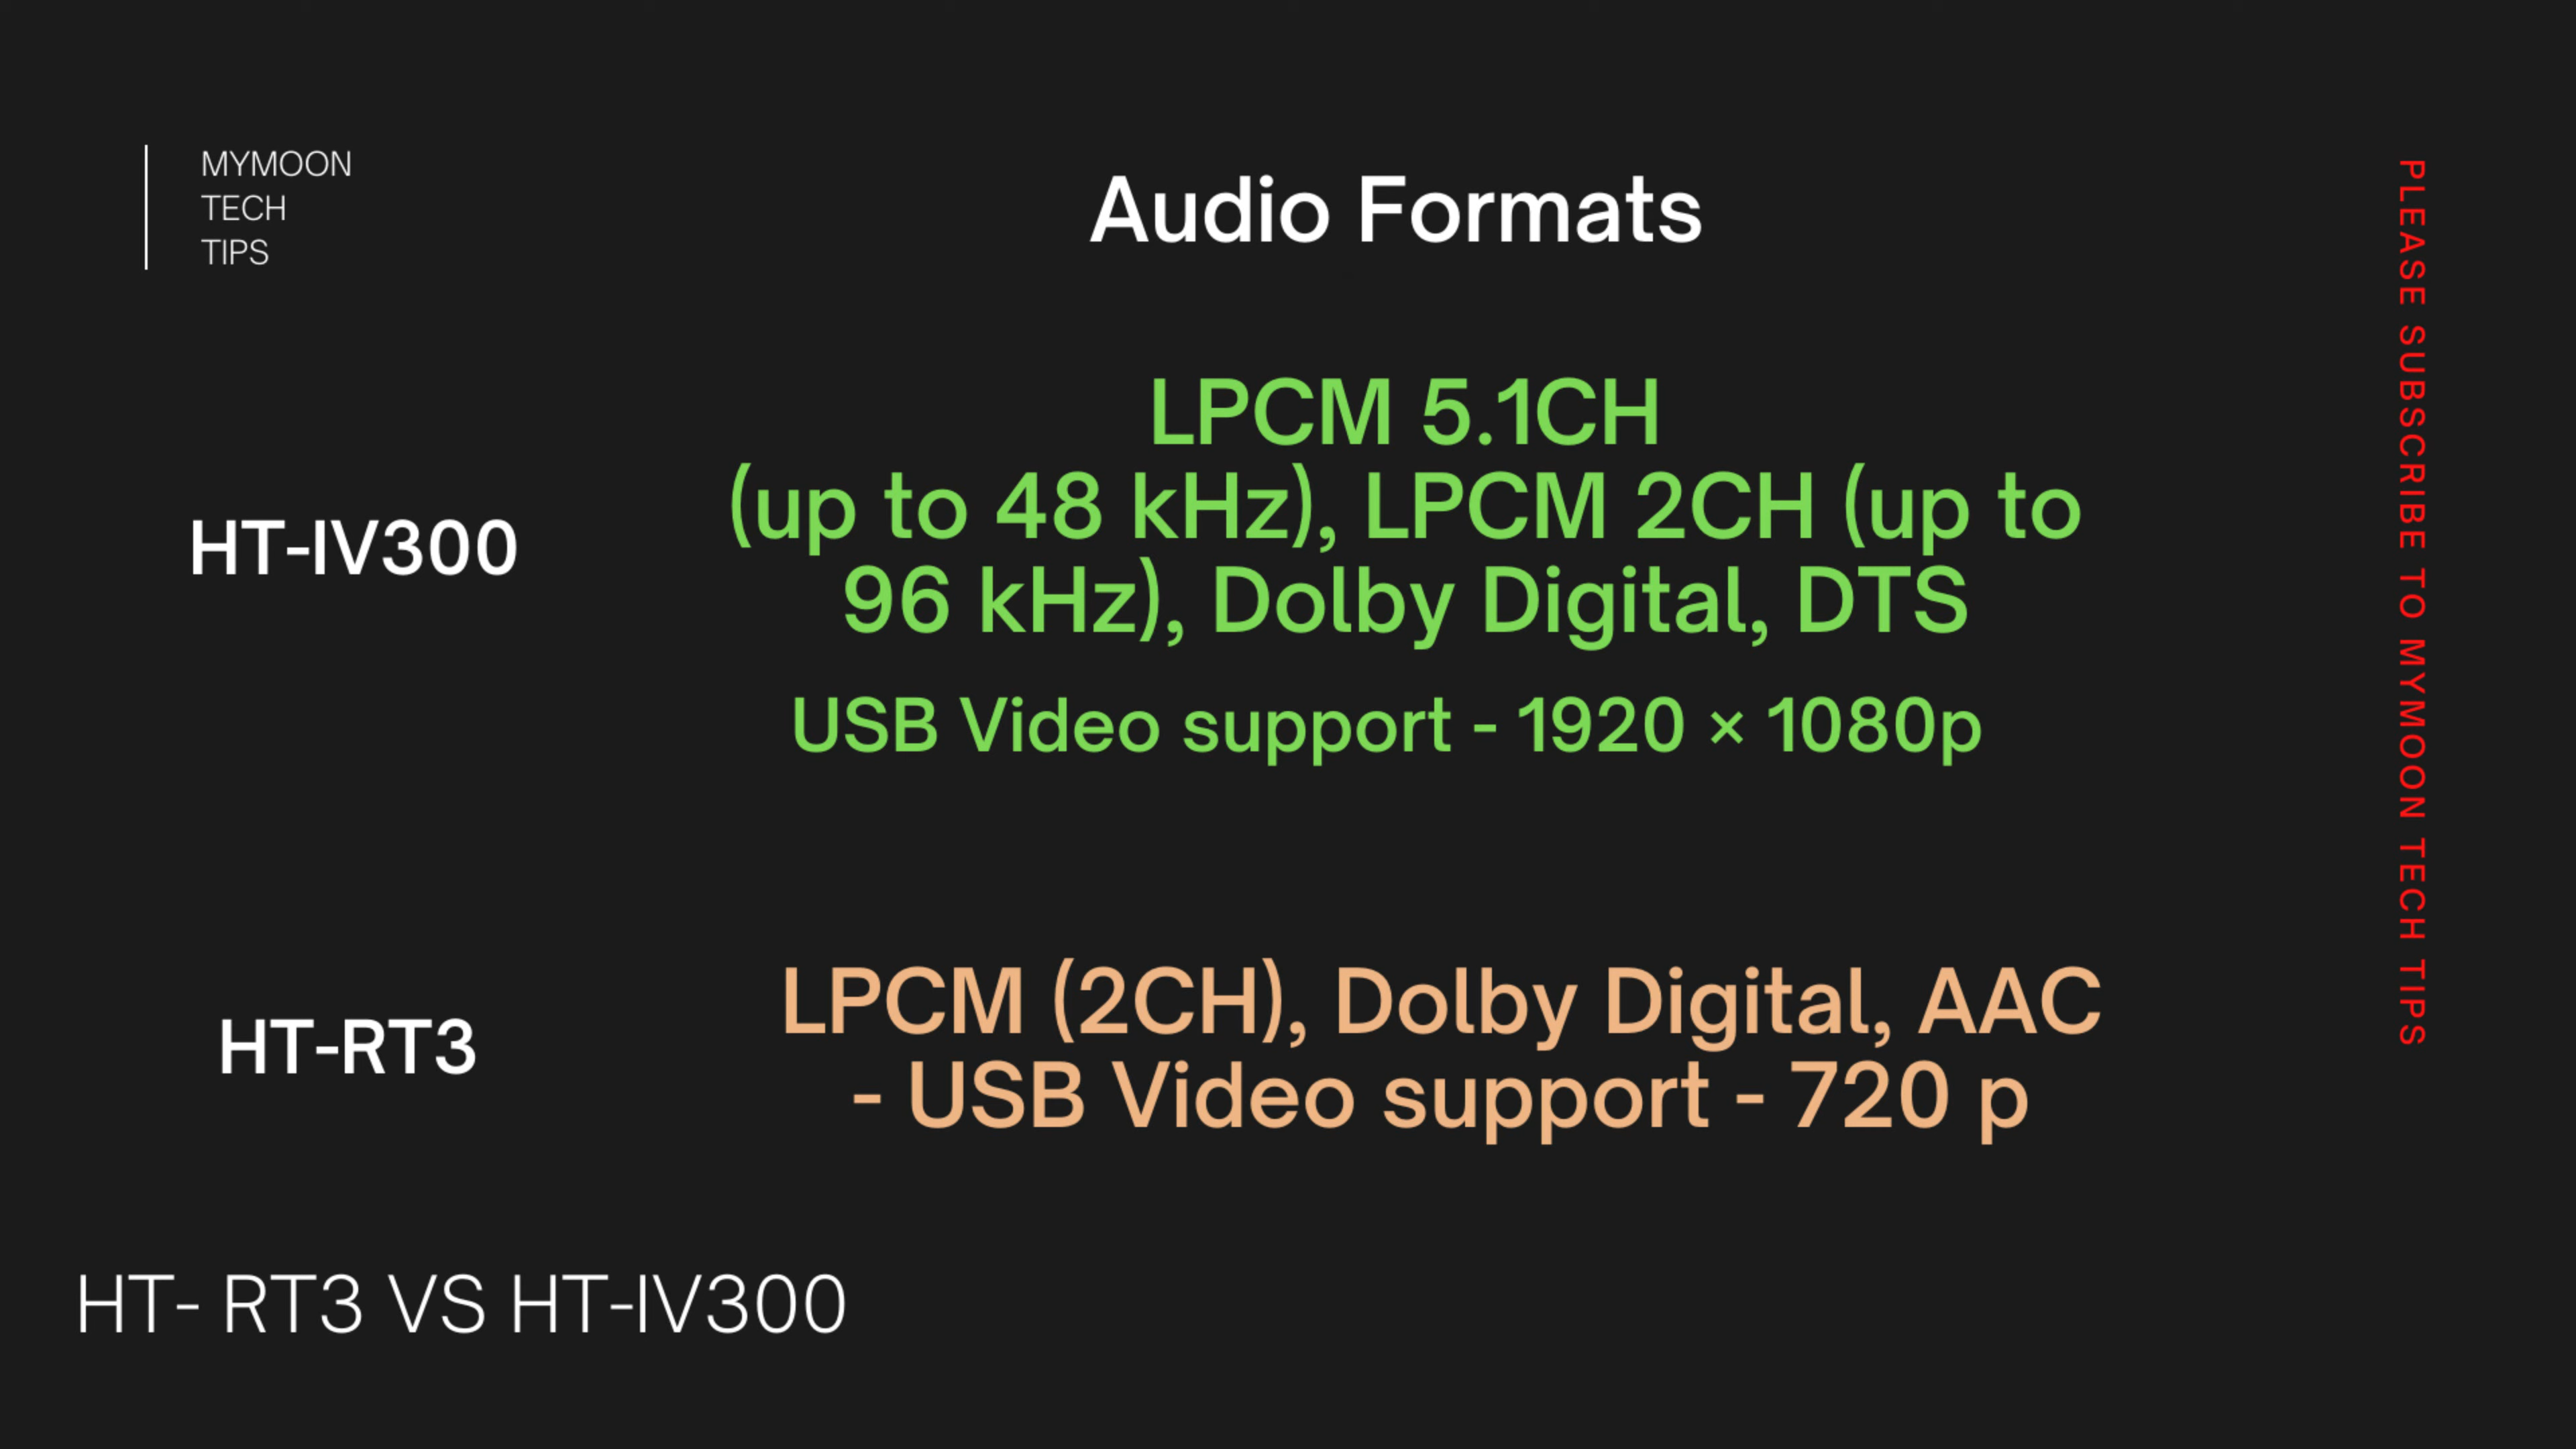 MYMOON
TECH
TIPS
Audio Formats
HT-IV300
LPCM 5.1CH
(up to 48 kHz), LPCM 2CH (up to
96 kHz), Dolby Digital, DTS
USB Video support - 1920 × 1080p
HT-RT3
LPCM (2CH), Dolby Digital, AAC
- USB Video support - 720 p
HT- RT3 VS HT-IV300
PLEASE SUBSCRIBE TO MYMOON TECH TIPS